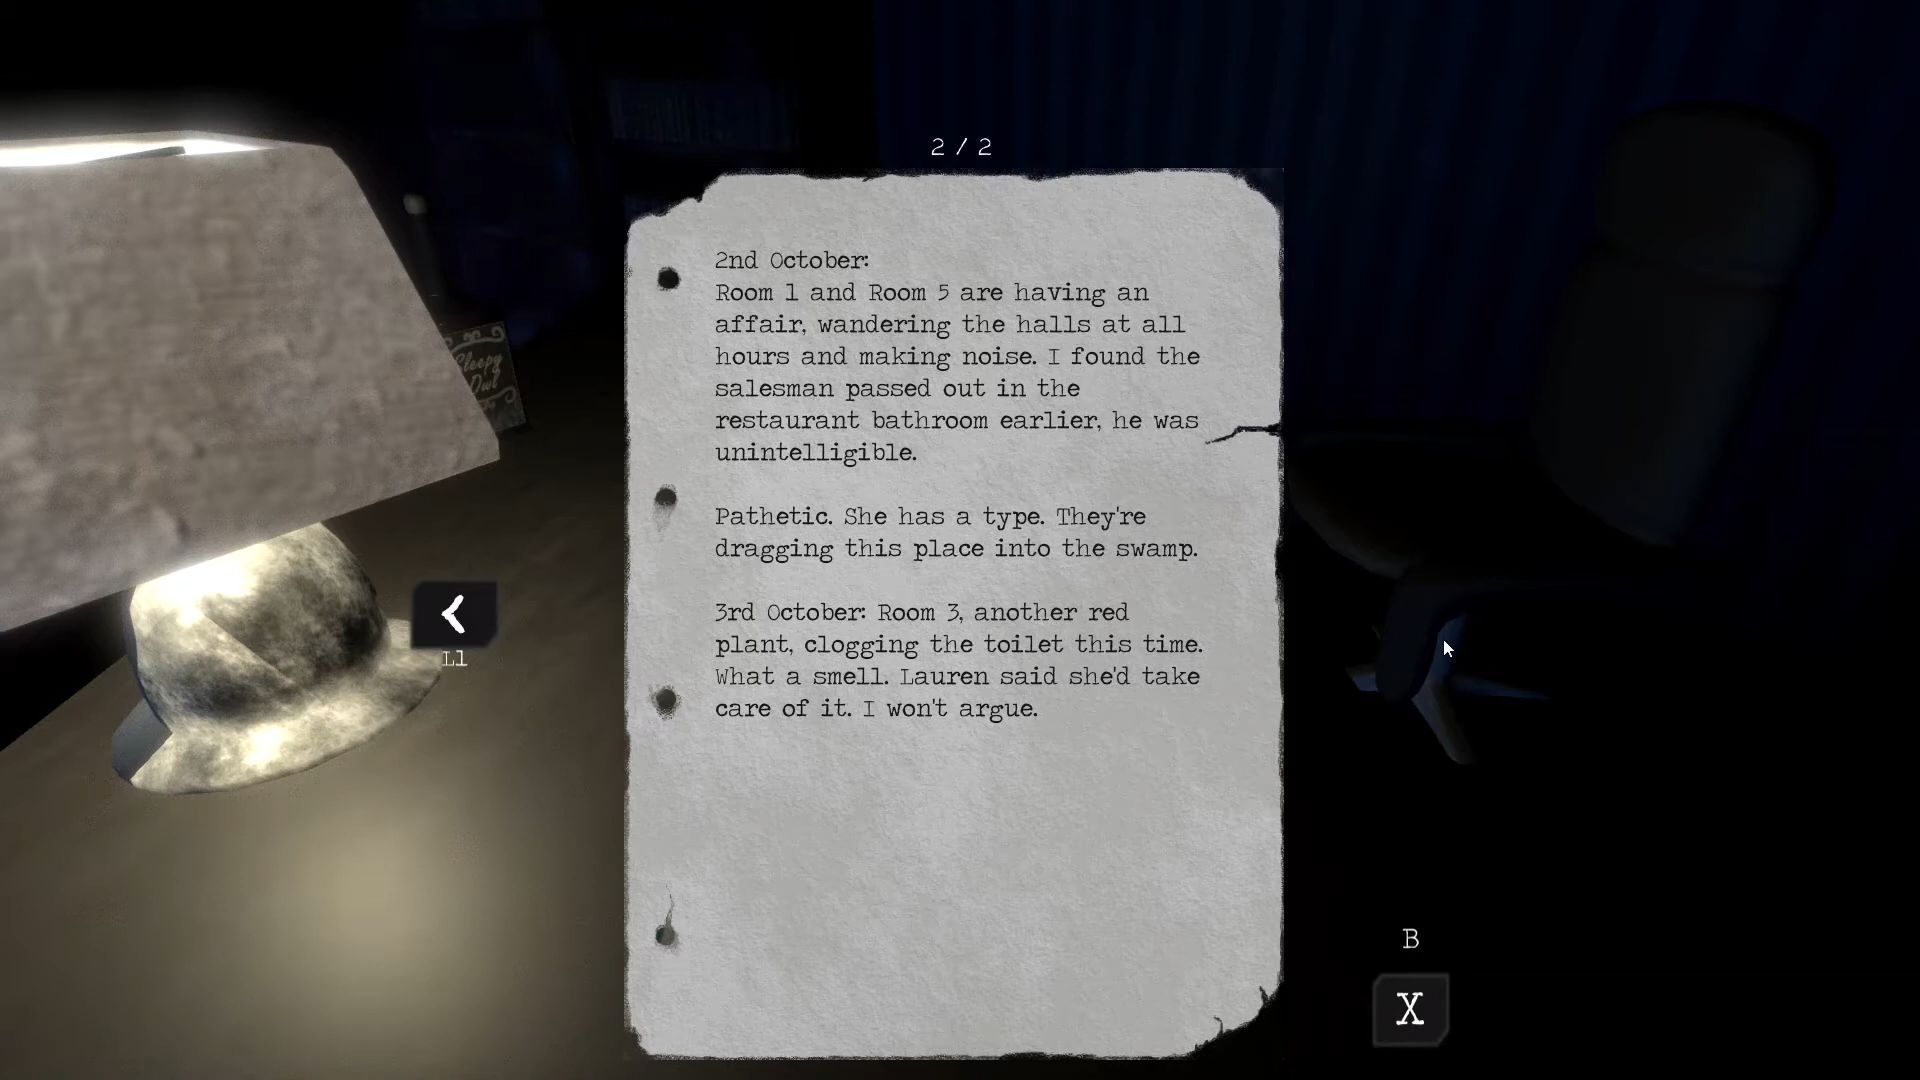 2 / 2
2nd October:
Room 1 and Room 5 are having an
affair, wandering the halls at all
hours and making noise. I found the
salesman passed out in the
restaurant bathroom earlier, he was
unintelligible.
Pathetic. She has a type. They're
dragging this place into the swamp.
3rd October: Room 3, another red
plant, clogging the toilet this time.
What a smell. Lauren said she'd take
care of it. I won't argue.
Sleepy
Owl
L1
B
X